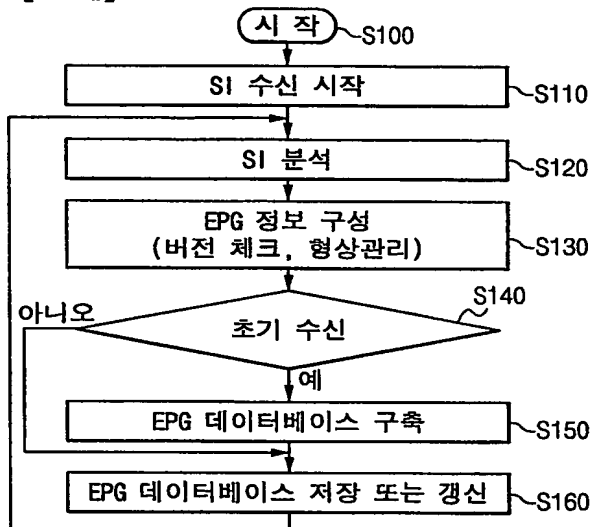 시 작
S100
SI 수신 시작
S110
SI 분석
S120
EPG 정보 구성
(버전 체크, 형상관리)
S130
S140
아니오
초기 수신
예
EPG 데이터베이스 구축
S150
EPG 데이터베이스 저장 또는 갱신
S160